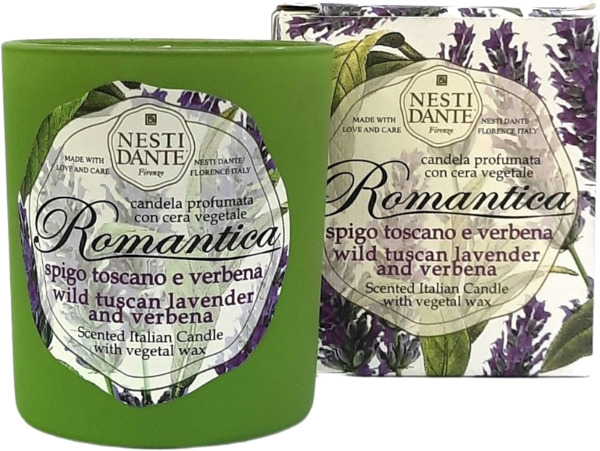 NESTI
DANTE
Firenze
MADE WITH
LOVE AND CARE
NESTI DANTE
FLORENCE ITALY
candela profumata
con cera vegetale
Romantica
spigo toscano e verbena
wild tuscan lavender
and verbena
Scented Italian Candle
with vegetal wax
NESTI
DANTE
Firenze
MADE WITH
LOVE AND CARE
NESTI DANTE
FLORENCE ITALY
candela profumata
con cera vegetale
Romantica
spigo toscano e verbena
wild tuscan lavender
and verbena
Scented Italian Candle
with vegetal wax